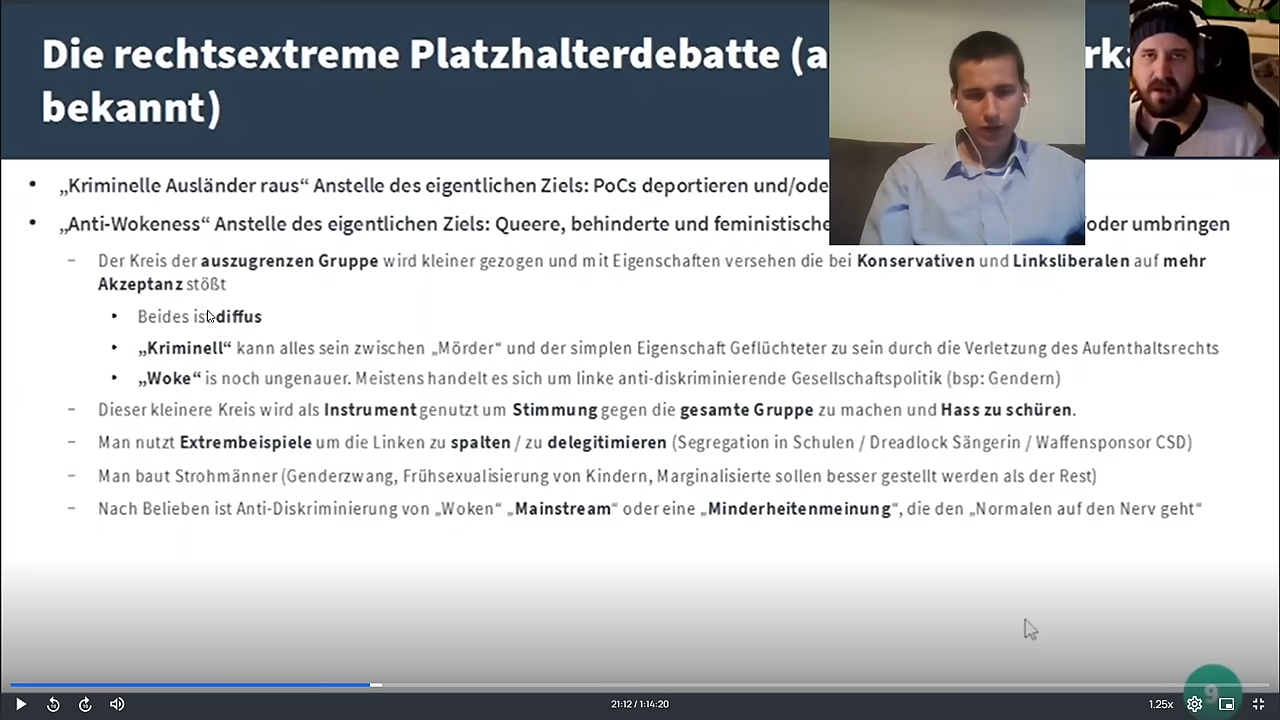 Die rechtsextreme Platzhalterdebatte (a
bekannt)
• „Kriminelle Ausländer raus“ Anstelle des eigentlichen Ziels: PoCs deportieren und/ode
• „Anti-Wokeness“ Anstelle des eigentlichen Ziels: Queere, behinderte und feministische oder umbringen
– Der Kreis der auszugrenzen Gruppe wird kleiner gezogen und mit Eigenschaften versehen die bei Konservativen und Linksliberalen auf mehr
Akzeptanz stößt
• Beides ist diffus
• „Kriminell“ kann alles sein zwischen „Mörder“ und der simplen Eigenschaft Geflüchteter zu sein durch die Verletzung des Aufenthaltsrechts
• „Woke“ is noch ungenauer. Meistens handelt es sich um linke anti-diskriminierende Gesellschaftspolitik (bsp: Gendern)
– Dieser kleinere Kreis wird als Instrument genutzt um Stimmung gegen die gesamte Gruppe zu machen und Hass zu schüren.
– Man nutzt Extrembeispiele um die Linken zu spalten / zu delegitimieren (Segregation in Schulen / Dreadlock Sängerin / Waffensponsor CSD)
– Man baut Strohmänner (Genderzwang, Frühsexualisierung von Kindern, Marginalisierte sollen besser gestellt werden als der Rest)
– Nach Belieben ist Anti-Diskriminierung von „Woken“ „Mainstream“ oder eine „Minderheitenmeinung“, die den „Normalen auf den Nerv geht“
9
21:12 / 1:14:20
1.25x